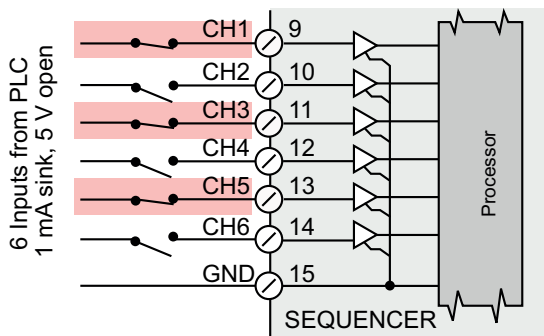 6 Inputs from PLC
1 mA sink, 5 V open
CH1 9
CH2 10
CH3 11
CH4 12
CH5 13
CH6 14
GND 15
Processor
SEQUENCER